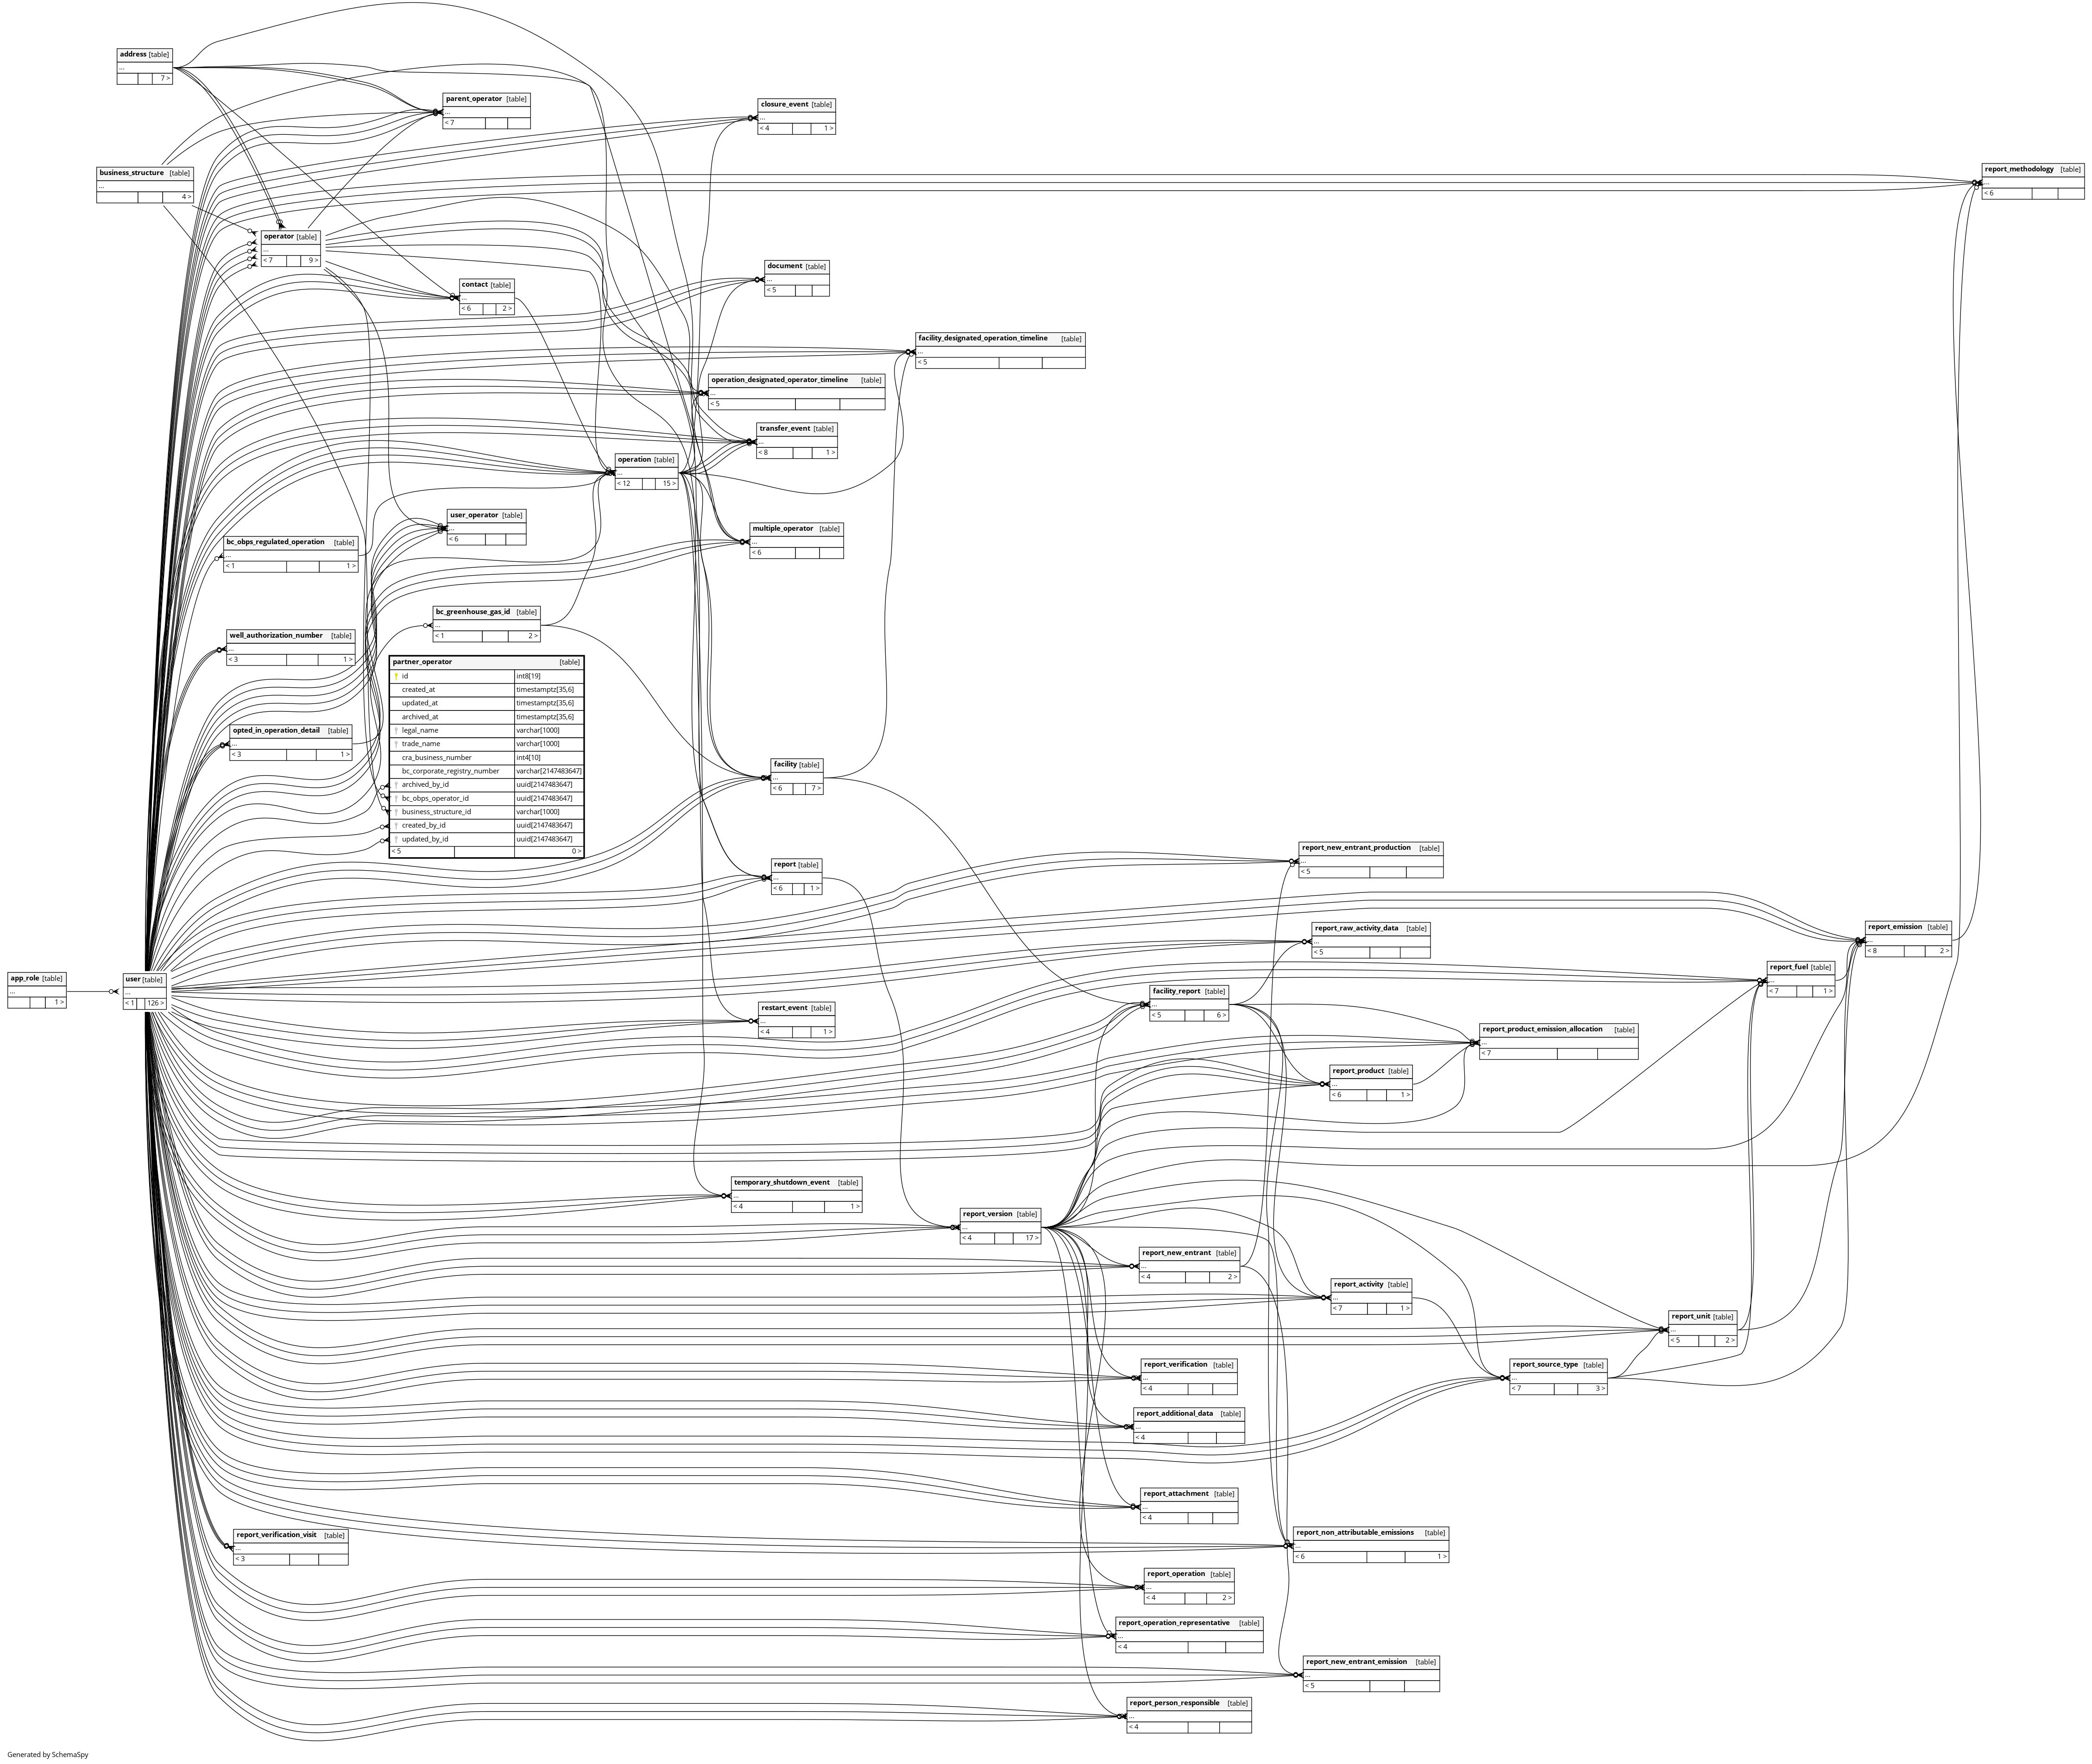 address [table]
...
7 >
parent_operator [table]
...
< 7
closure_event [table]
...
< 4 1 >
business_structure [table]
...
4 >
report_methodology [table]
...
< 6
operator [table]
...
< 7 9 >
document [table]
...
< 5
contact [table]
...
< 6 2 >
facility_designated_operation_timeline [table]
...
< 5
operation_designated_operator_timeline [table]
...
< 5
transfer_event [table]
...
< 8 1 >
operation [table]
...
< 12 15 >
user_operator [table]
...
< 6
multiple_operator [table]
...
< 6
bc_obps_regulated_operation [table]
...
< 1 1 >
bc_greenhouse_gas_id [table]
...
< 1 2 >
well_authorization_number [table]
...
< 3 1 >
partner_operator [table]
id int8[19]
created_at timestamptz[35,6]
updated_at timestamptz[35,6]
archived_at timestamptz[35,6]
legal_name varchar[1000]
trade_name varchar[1000]
cra_business_number int4[10]
bc_corporate_registry_number varchar[2147483647]
archived_by_id uuid[2147483647]
bc_obps_operator_id uuid[2147483647]
business_structure_id varchar[1000]
created_by_id uuid[2147483647]
updated_by_id uuid[2147483647]
< 5 0 >
opted_in_operation_detail [table]
...
< 3 1 >
facility [table]
...
< 6 7 >
report_new_entrant_production [table]
...
< 5
report [table]
...
< 6 1 >
report_raw_activity_data [table]
...
< 5
report_emission [table]
...
< 8 2 >
report_fuel [table]
...
< 7 1 >
app_role [table]
...
1 >
user [table]
...
< 1 126 >
facility_report [table]
...
< 5 6 >
restart_event [table]
...
< 4 1 >
report_product_emission_allocation [table]
...
< 7
report_product [table]
...
< 6 1 >
temporary_shutdown_event [table]
...
< 4 1 >
report_version [table]
...
< 4 17 >
report_new_entrant [table]
...
< 4 2 >
report_activity [table]
...
< 7 1 >
report_unit [table]
...
< 5 2 >
report_verification [table]
...
< 4
report_source_type [table]
...
< 7 3 >
report_additional_data [table]
...
< 4
report_attachment [table]
...
< 4
report_verification_visit [table]
...
< 3
report_non_attributable_emissions [table]
...
< 6 1 >
report_operation [table]
...
< 4 2 >
report_operation_representative [table]
...
< 4
report_new_entrant_emission [table]
...
< 5
report_person_responsible [table]
...
< 4
Generated by SchemaSpy